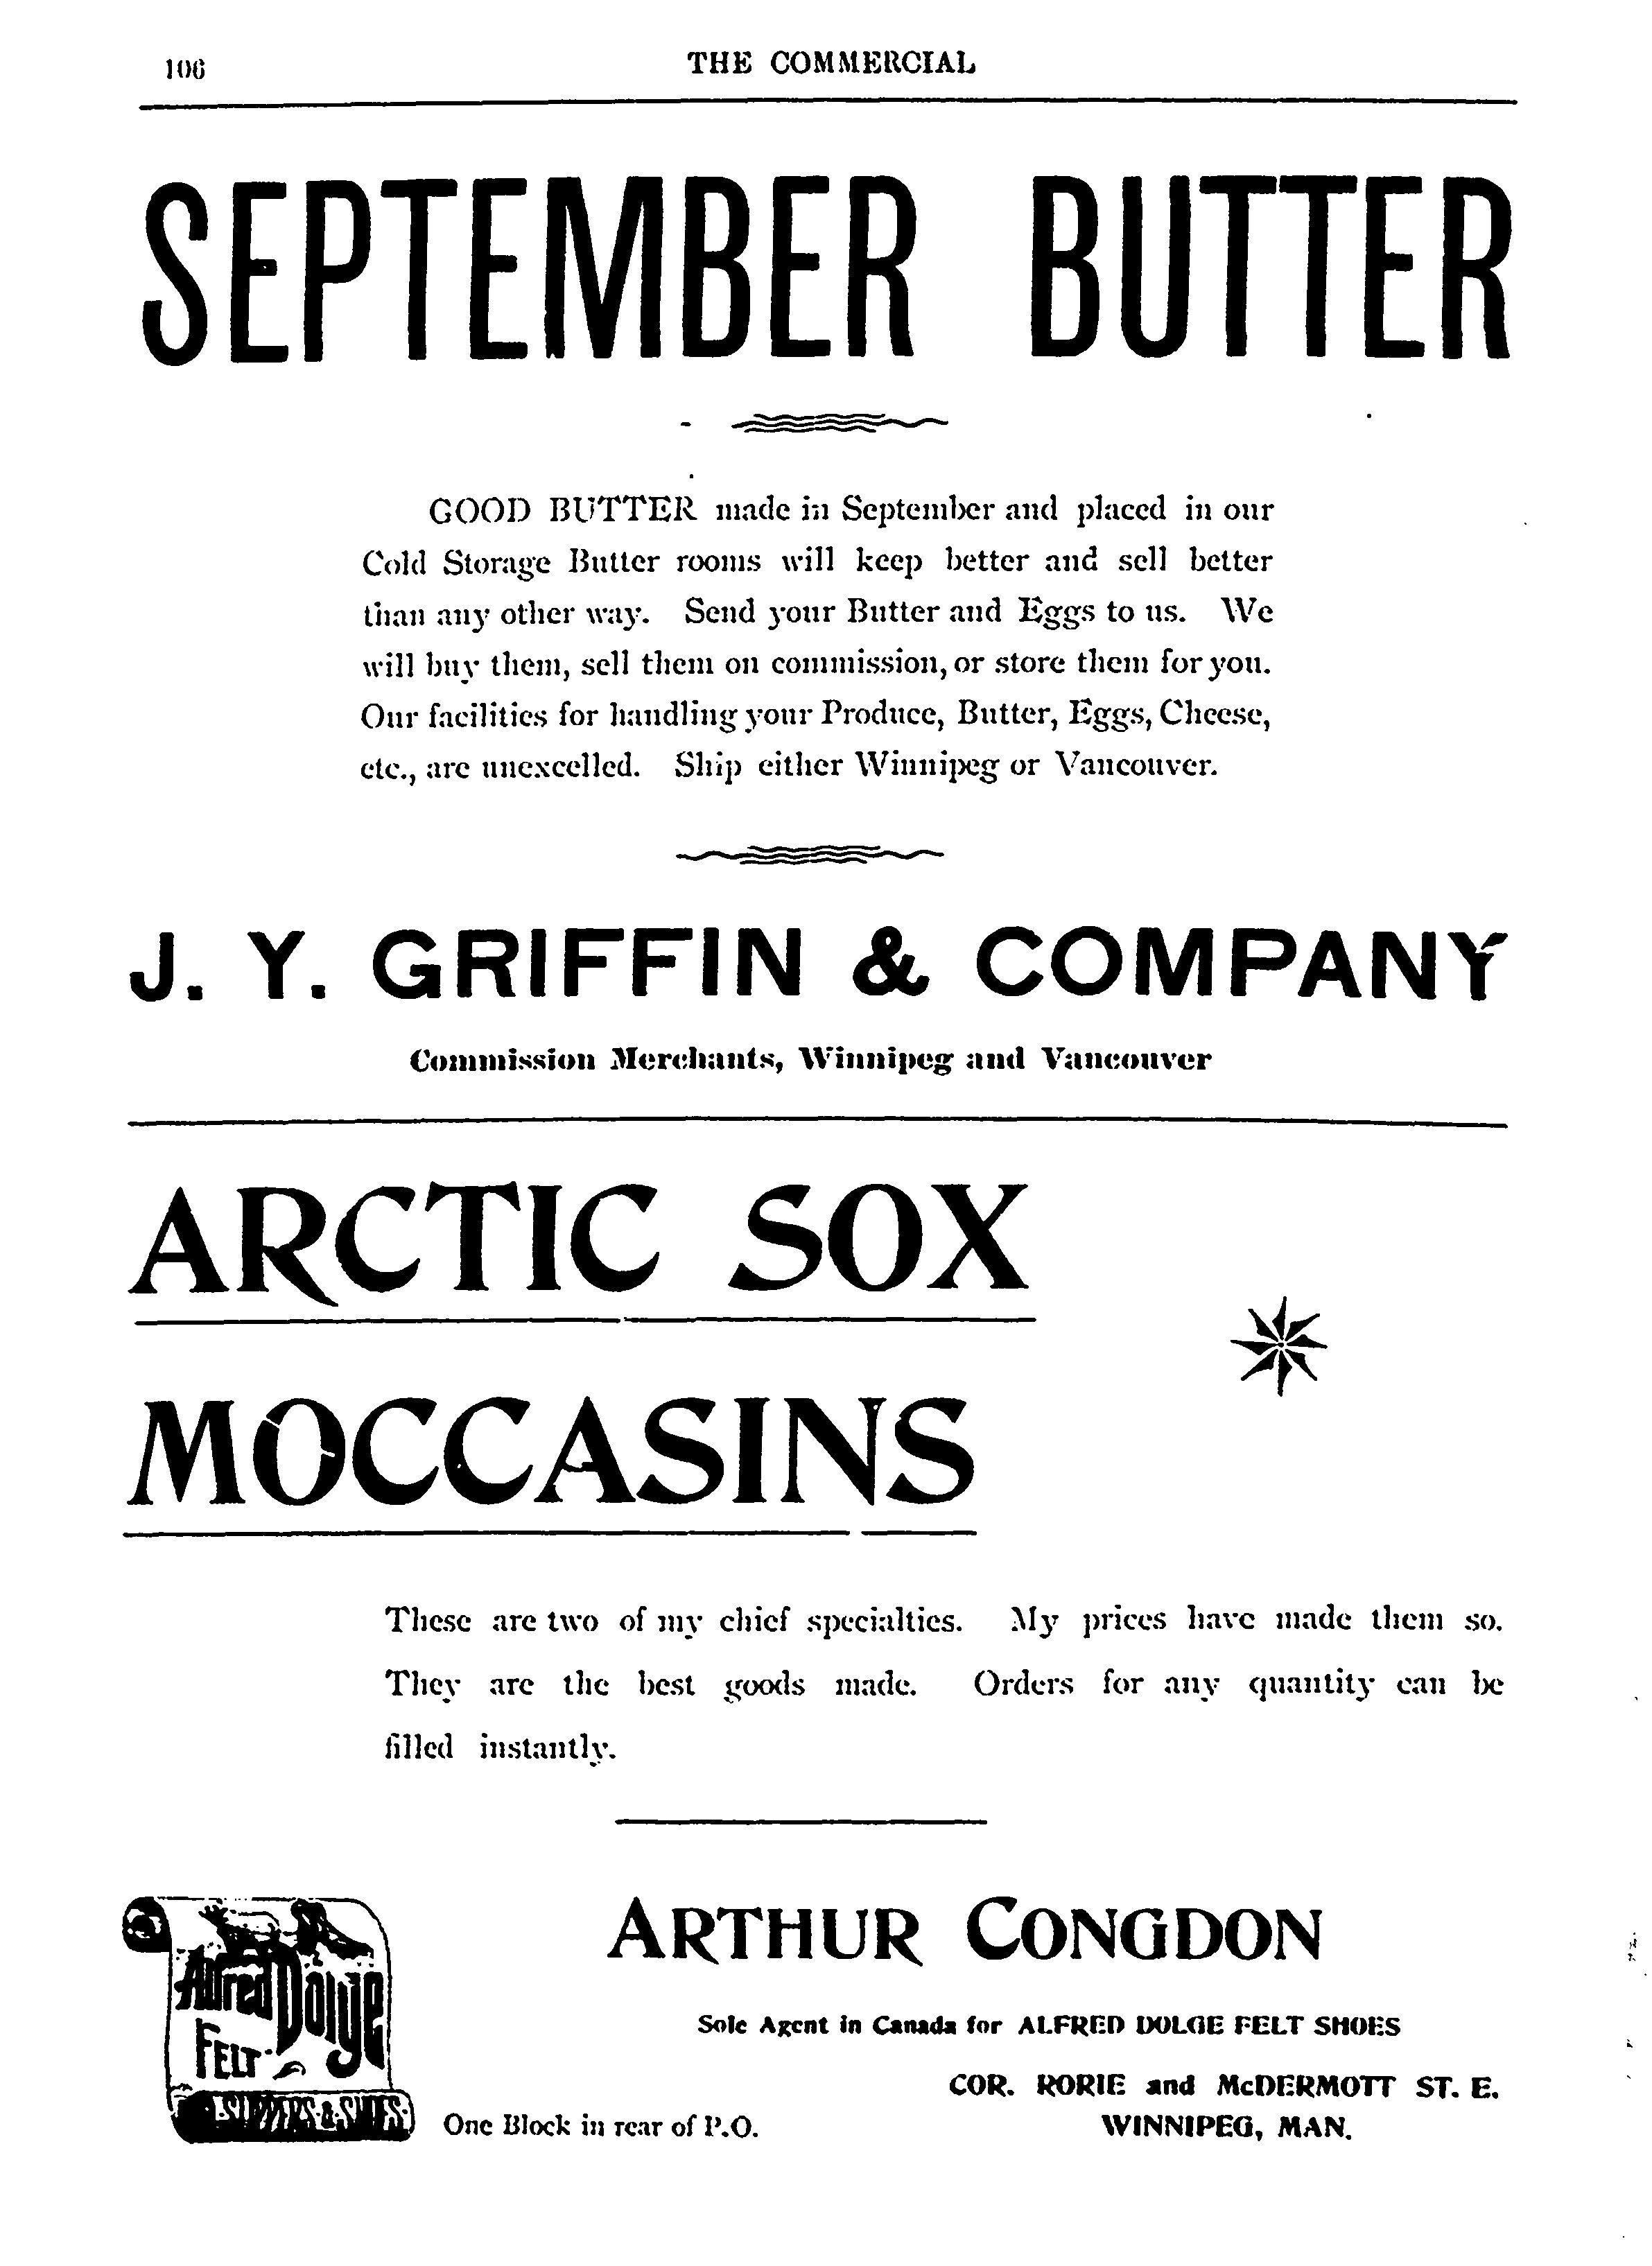 106
THE COMMERCIAL
SEPTEMBER BUTTER
GOOD BUTTER made in September and placed in our
Cold Storage Butter rooms will keep better and sell better
than any other way. Send your Butter and Eggs to us. We
will buy them, sell them on commission, or store them for you.
Our facilities for handling your Produce, Butter, Eggs, Cheese,
etc., are unexcelled. Ship either Winnipeg or Vancouver.
J. Y. GRIFFIN & COMPANY
Commission Merchants, Winnipeg and Vancouver
ARCTIC SOX
MOCCASINS
These are two of my chief specialties. My prices have made them so.
They are the best goods made. Orders for any quantity can be
filled instantly.
Alfred Dolge
FELT
SLIPPERS & SHOES
ARTHUR CONGDON
Sole Agent in Canada for ALFRED DOLGE FELT SHOES
COR. RORIE and McDERMOTT ST. E.
One Block in rear of P.O.
WINNIPEG, MAN.